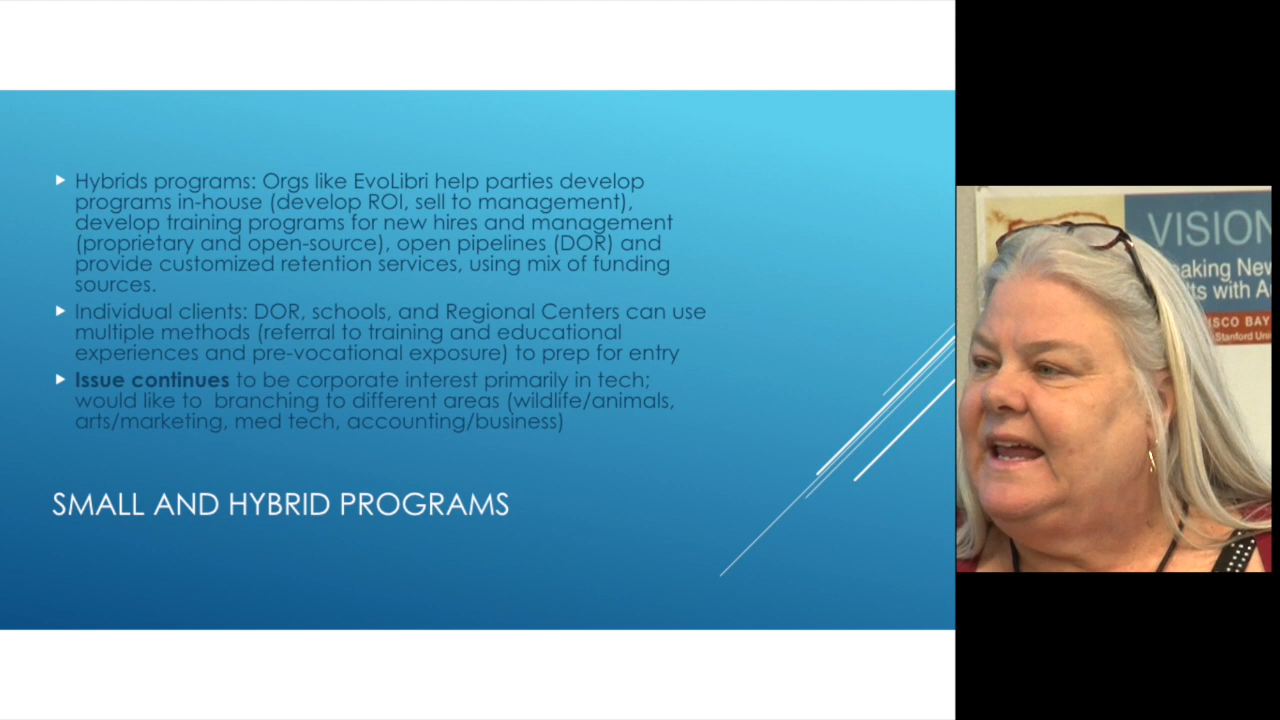 Hybrids programs: Orgs like EvoLibri help parties develop
programs in-house (develop ROI, sell to management),
develop training programs for new hires and management
(proprietary and open-source), open pipelines (DOR) and
provide customized retention services, using mix of funding
sources.
Individual clients: DOR, schools, and Regional Centers can use
multiple methods (referral to training and educational
experiences and pre-vocational exposure) to prep for entry
Issue continues to be corporate interest primarily in tech;
would like to branching to different areas (wildlife/animals,
arts/marketing, med tech, accounting/business)
SMALL AND HYBRID PROGRAMS
VISION
aking New
lts with A
ISCO BAY
Stanford Uni